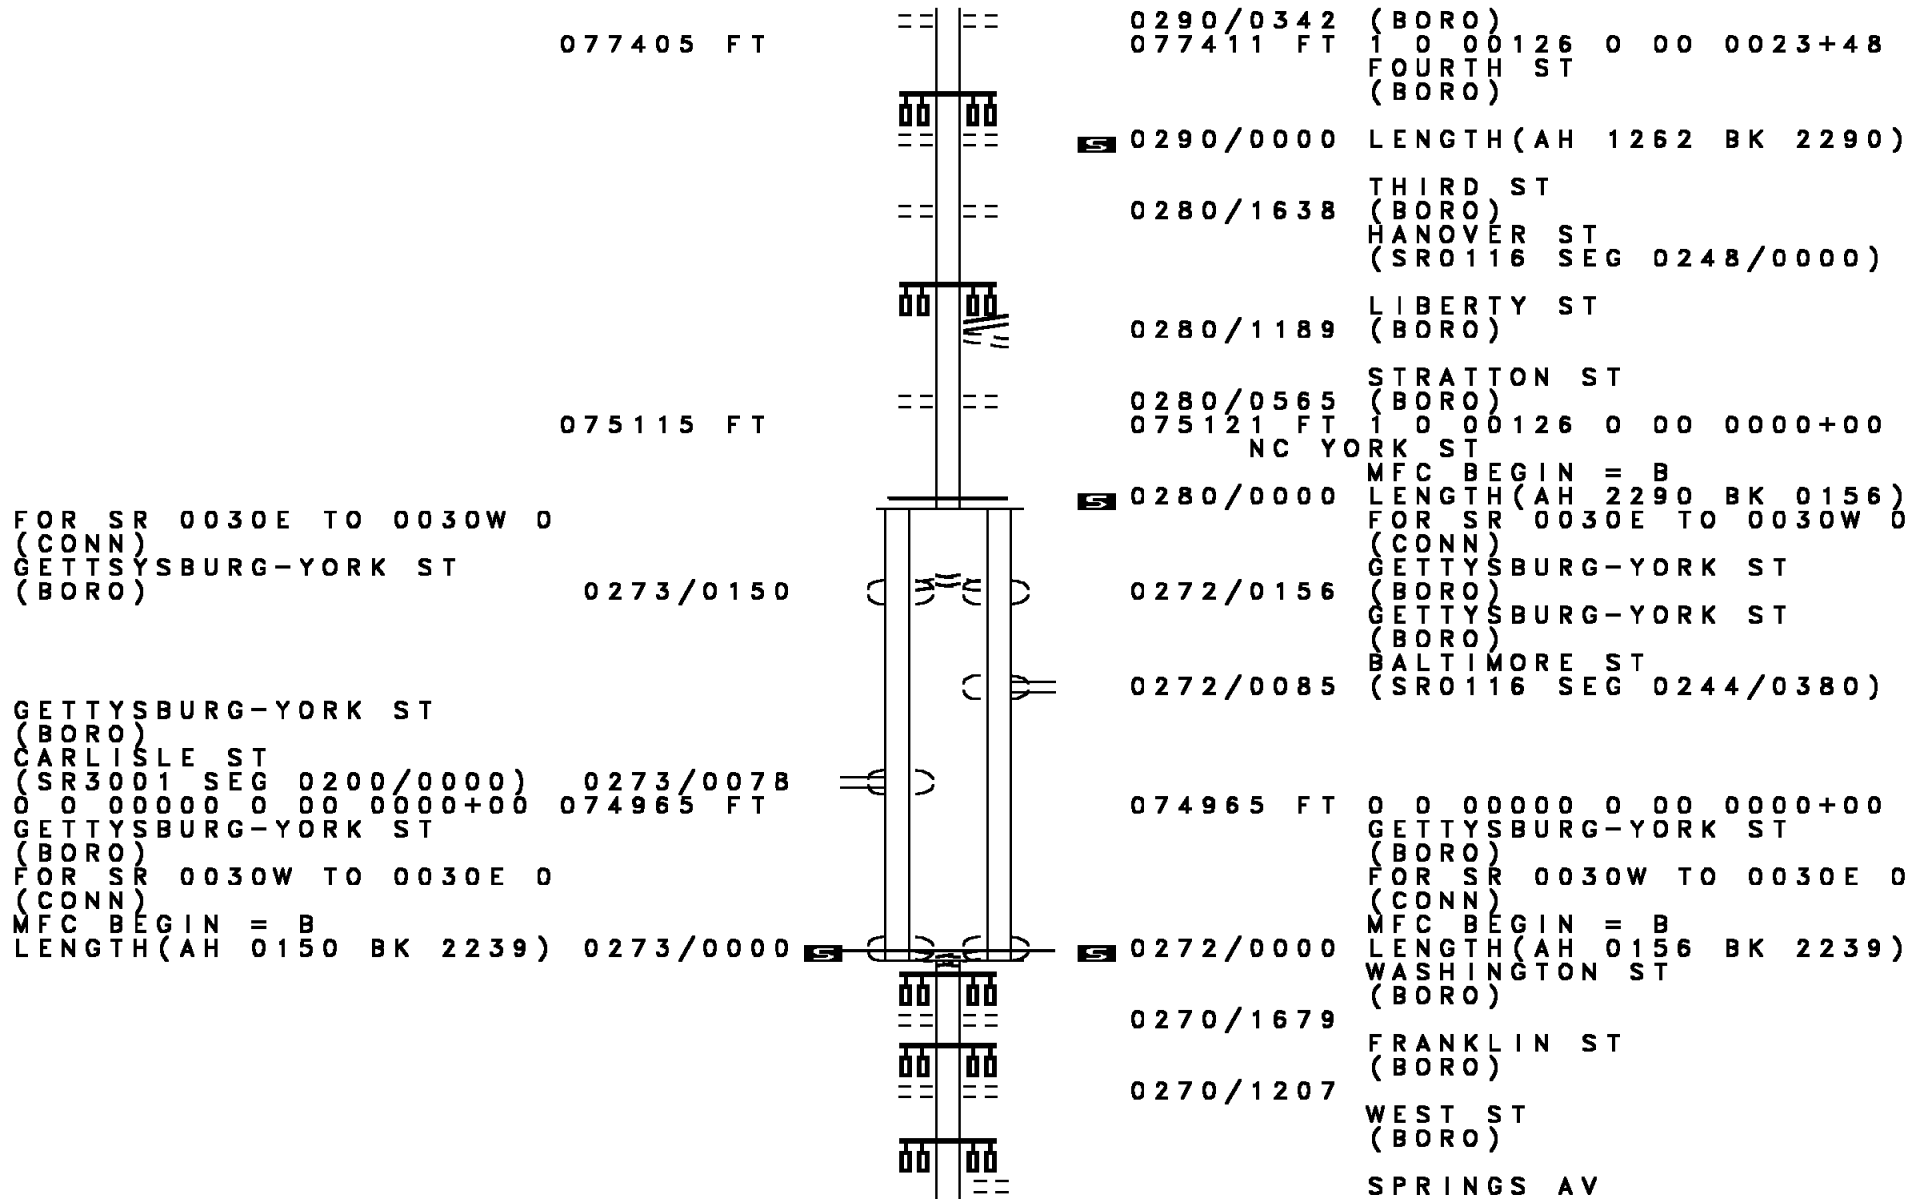 0290/0342 (BORO)
077405 FT 077411 FT 1 0 00126 0 00 0023+48
FOURTH ST
(BORO)
S 0290/0000 LENGTH(AH 1262 BK 2290)
THIRD ST
0280/1638 (BORO)
HANOVER ST
(SR0116 SEG 0248/0000)
LIBERTY ST
0280/1189 (BORO)
STRATTON ST
0280/0565 (BORO)
075115 FT 075121 FT 1 0 00126 0 00 0000+00
NC YORK ST
MFC BEGIN = B
S 0280/0000 LENGTH(AH 2290 BK 0156)
FOR SR 0030E TO 0030W 0 FOR SR 0030E TO 0030W 0
(CONN) (CONN)
GETTSYSBURG-YORK ST GETTYSBURG-YORK ST
(BORO) 0273/0150 0272/0156 (BORO)
GETTYSBURG-YORK ST
(BORO)
BALTIMORE ST
0272/0085 (SR0116 SEG 0244/0380)
GETTYSBURG-YORK ST
(BORO)
CARLISLE ST
(SR3001 SEG 0200/0000) 0273/0078
0 0 00000 0 00 0000+00 074965 FT 074965 FT 0 0 00000 0 00 0000+00
GETTYSBURG-YORK ST GETTYSBURG-YORK ST
(BORO) (BORO)
FOR SR 0030W TO 0030E 0 FOR SR 0030W TO 0030E 0
(CONN) (CONN)
MFC BEGIN = B MFC BEGIN = B
LENGTH(AH 0150 BK 2239) 0273/0000 S S 0272/0000 LENGTH(AH 0156 BK 2239)
WASHINGTON ST
(BORO)
0270/1679
FRANKLIN ST
(BORO)
0270/1207
WEST ST
(BORO)
SPRINGS AV